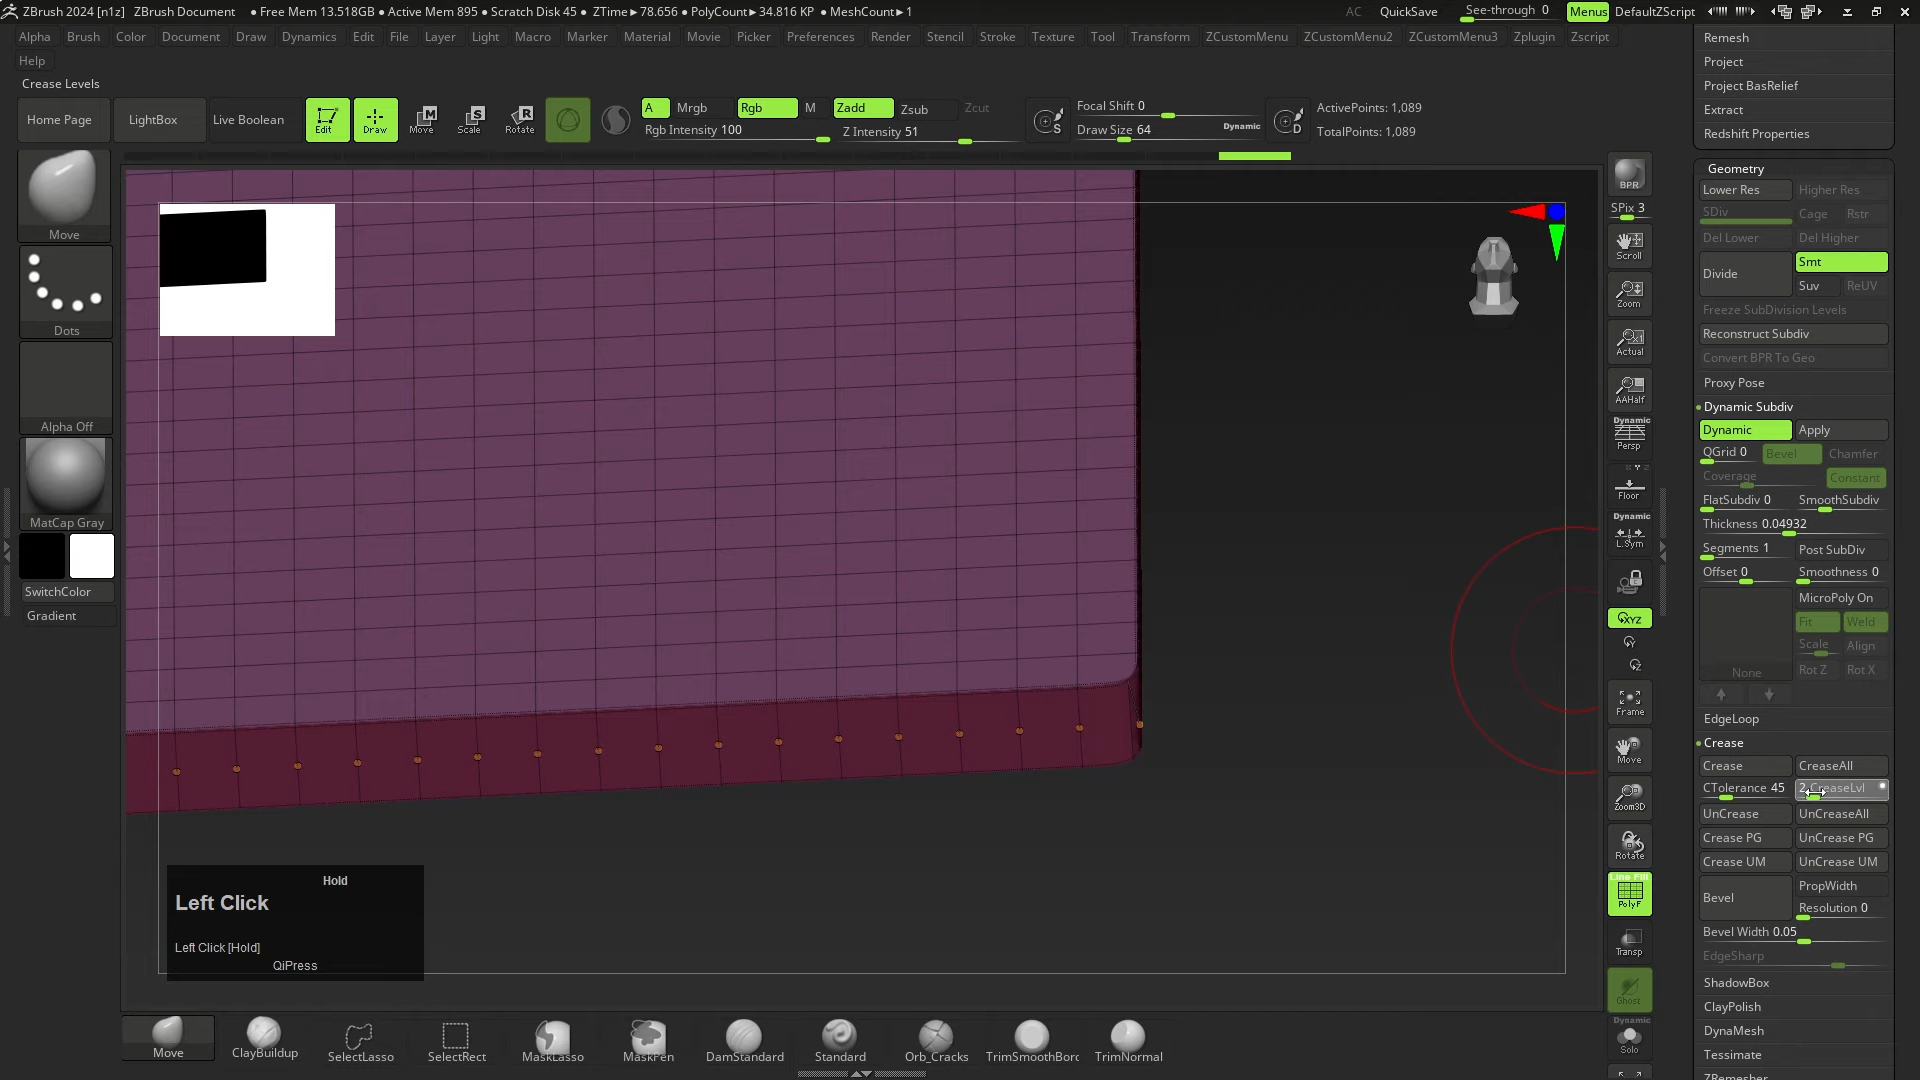 ZBrush 2024 [n1z]   ZBrush Document   • Free Mem 13.518GB • Active Mem 895 • Scratch Disk 45 • ZTime▸78.656 • PolyCount▸34.816 KP • MeshCount▸1   AC   QuickSave   See-through 0   Menus   DefaultZScript
Alpha Brush Color Document Draw Dynamics Edit File Layer Light Macro Marker Material Movie Picker Preferences Render Stencil Stroke Texture Tool Transform ZCustomMenu ZCustomMenu2 ZCustomMenu3 Zplugin Zscript
Help
Crease Levels
Home Page LightBox Live Boolean Edit Draw Move Scale Rotate
A Mrgb Rgb M Zadd Zsub Zcut
Rgb Intensity 100 Z Intensity 51
S Focal Shift 0
Draw Size 64 Dynamic D
ActivePoints: 1,089
TotalPoints: 1,089
Move
Dots
Alpha Off
MatCap Gray
SwitchColor
Gradient
Hold
Left Click
Left Click [Hold]
QiPress
BPR
SPix 3
Scroll
Zoom
Actual
AAHalf
Dynamic
Persp
Floor
Dynamic
L.Sym
XYZ
Y
Z
Frame
Move
Zoom3D
Rotate
Line Fill
PolyF
Transp
Ghost
Dynamic
Solo
Remesh
Project
Project BasRelief
Extract
Redshift Properties
Geometry
Lower Res Higher Res
SDiv Cage Rstr
Del Lower Del Higher
Divide Smt
Suv ReUV
Freeze SubDivision Levels
Reconstruct Subdiv
Convert BPR To Geo
Proxy Pose
Dynamic Subdiv
Dynamic Apply
QGrid 0 Bevel Chamfer
Coverage Constant
FlatSubdiv 0 SmoothSubdiv
Thickness 0.04932
Segments 1 Post SubDiv
Offset 0 Smoothness 0
MicroPoly On
Fit Weld
Scale Align
None Rot Z Rot X
EdgeLoop
Crease
Crease CreaseAll
CTolerance 45 2 CreaseLvl
UnCrease UnCreaseAll
Crease PG UnCrease PG
Crease UM UnCrease UM
Bevel PropWidth
Resolution 0
Bevel Width 0.05
EdgeSharp
ShadowBox
ClayPolish
DynaMesh
Tessimate
ZRemesher
Move ClayBuildup SelectLasso SelectRect MaskLasso MaskPen DamStandard Standard Orb_Cracks TrimSmoothBorc TrimNormal